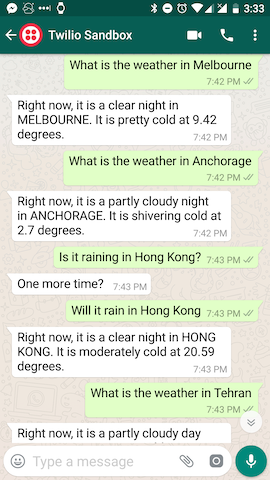 3:33
Twilio Sandbox
What is the weather in Melbourne
7:42 PM
Right now, it is a clear night in
MELBOURNE. It is pretty cold at 9.42
degrees.
7:42 PM
What is the weather in Anchorage
7:42 PM
Right now, it is a partly cloudy night
in ANCHORAGE. It is shivering cold at
2.7 degrees.
7:42 PM
Is it raining in Hong Kong? 7:43 PM
One more time? 7:43 PM
Will it rain in Hong Kong 7:43 PM
Right now, it is a clear night in HONG
KONG. It is moderately cold at 20.59
degrees.
7:43 PM
What is the weather in Tehran
7:43 PM
Right now, it is a partly cloudy day
Type a message